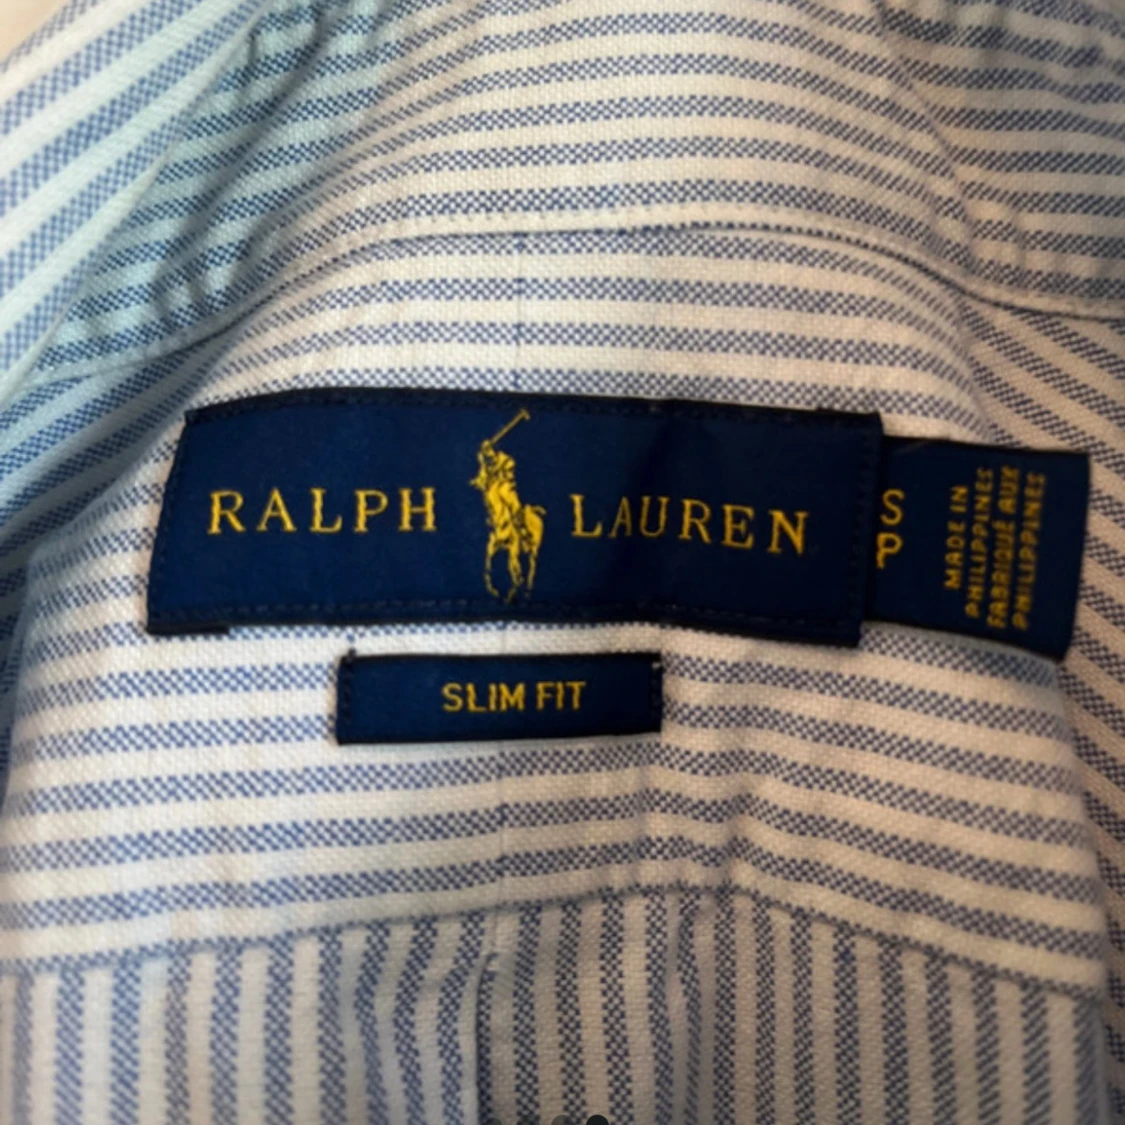 RALPH LAUREN
S
P
MADE IN
PHILIPPINES
FABRIQUÉ AUX
PHILIPPINES
SLIM FIT